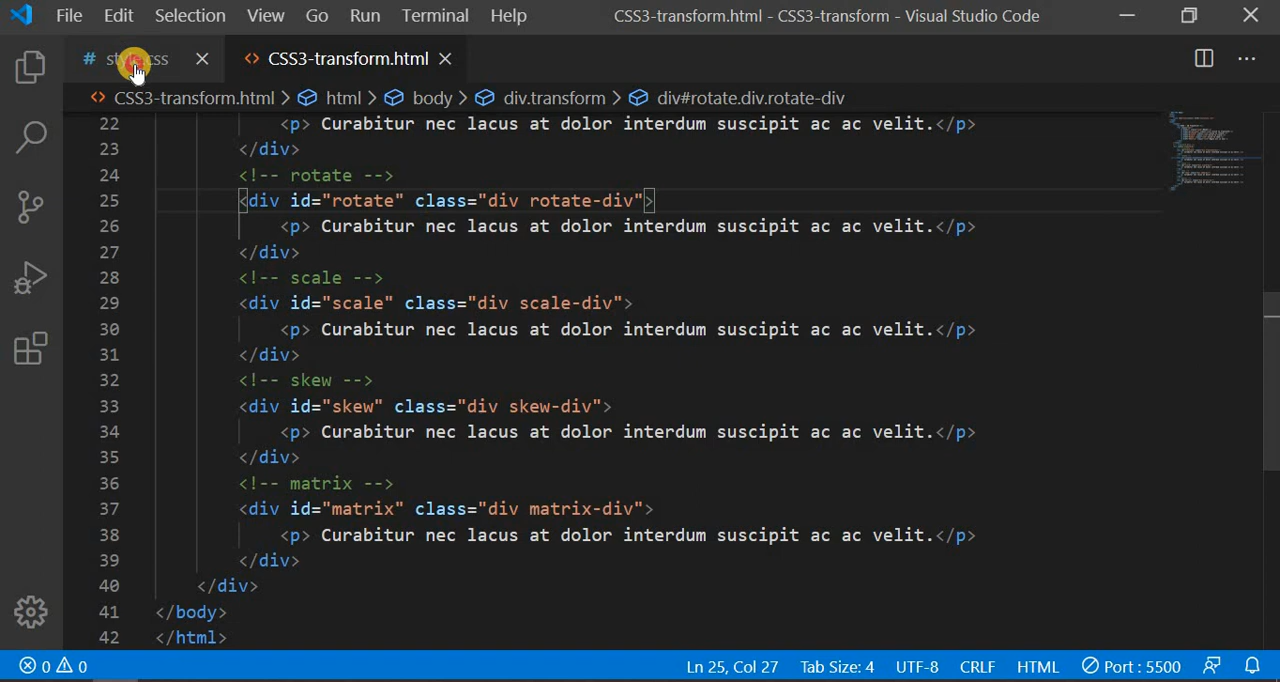 File Edit Selection View Go Run Terminal Help CSS3-transform.html - CSS3-transform - Visual Studio Code
# style.css <> CSS3-transform.html
<> CSS3-transform.html > html > body > div.transform > div#rotate.div.rotate-div
22 <p> Curabitur nec lacus at dolor interdum suscipit ac ac velit.</p>
23 </div>
24 <!-- rotate -->
25 <div id="rotate" class="div rotate-div">
26 <p> Curabitur nec lacus at dolor interdum suscipit ac ac velit.</p>
27 </div>
28 <!-- scale -->
29 <div id="scale" class="div scale-div">
30 <p> Curabitur nec lacus at dolor interdum suscipit ac ac velit.</p>
31 </div>
32 <!-- skew -->
33 <div id="skew" class="div skew-div">
34 <p> Curabitur nec lacus at dolor interdum suscipit ac ac velit.</p>
35 </div>
36 <!-- matrix -->
37 <div id="matrix" class="div matrix-div">
38 <p> Curabitur nec lacus at dolor interdum suscipit ac ac velit.</p>
39 </div>
40 </div>
41 </body>
42 </html>
0 0 Ln 25, Col 27 Tab Size: 4 UTF-8 CRLF HTML Port : 5500